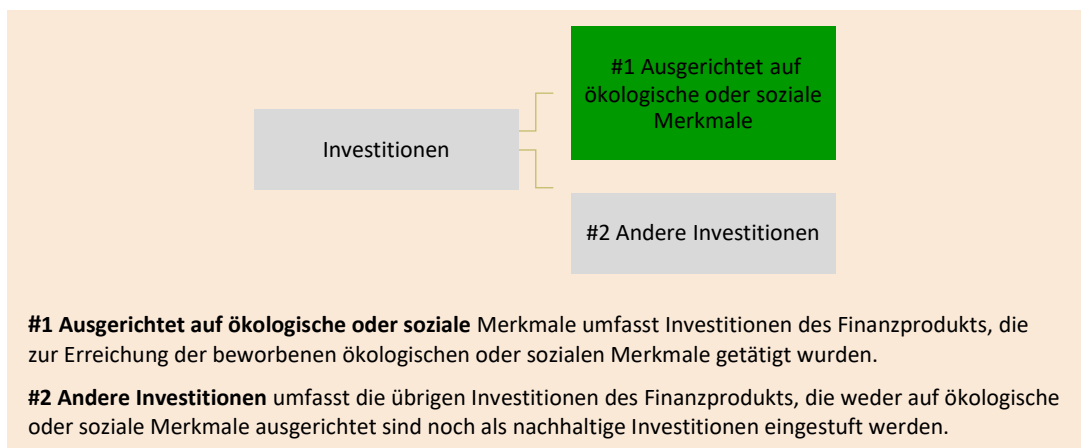 #1 Ausgerichtet auf
ökologische oder soziale
Merkmale
Investitionen
#2 Andere Investitionen
#1 Ausgerichtet auf ökologische oder soziale Merkmale umfasst Investitionen des Finanzprodukts, die
zur Erreichung der beworbenen ökologischen oder sozialen Merkmale getätigt wurden.
#2 Andere Investitionen umfasst die übrigen Investitionen des Finanzprodukts, die weder auf ökologische
oder soziale Merkmale ausgerichtet sind noch als nachhaltige Investitionen eingestuft werden.